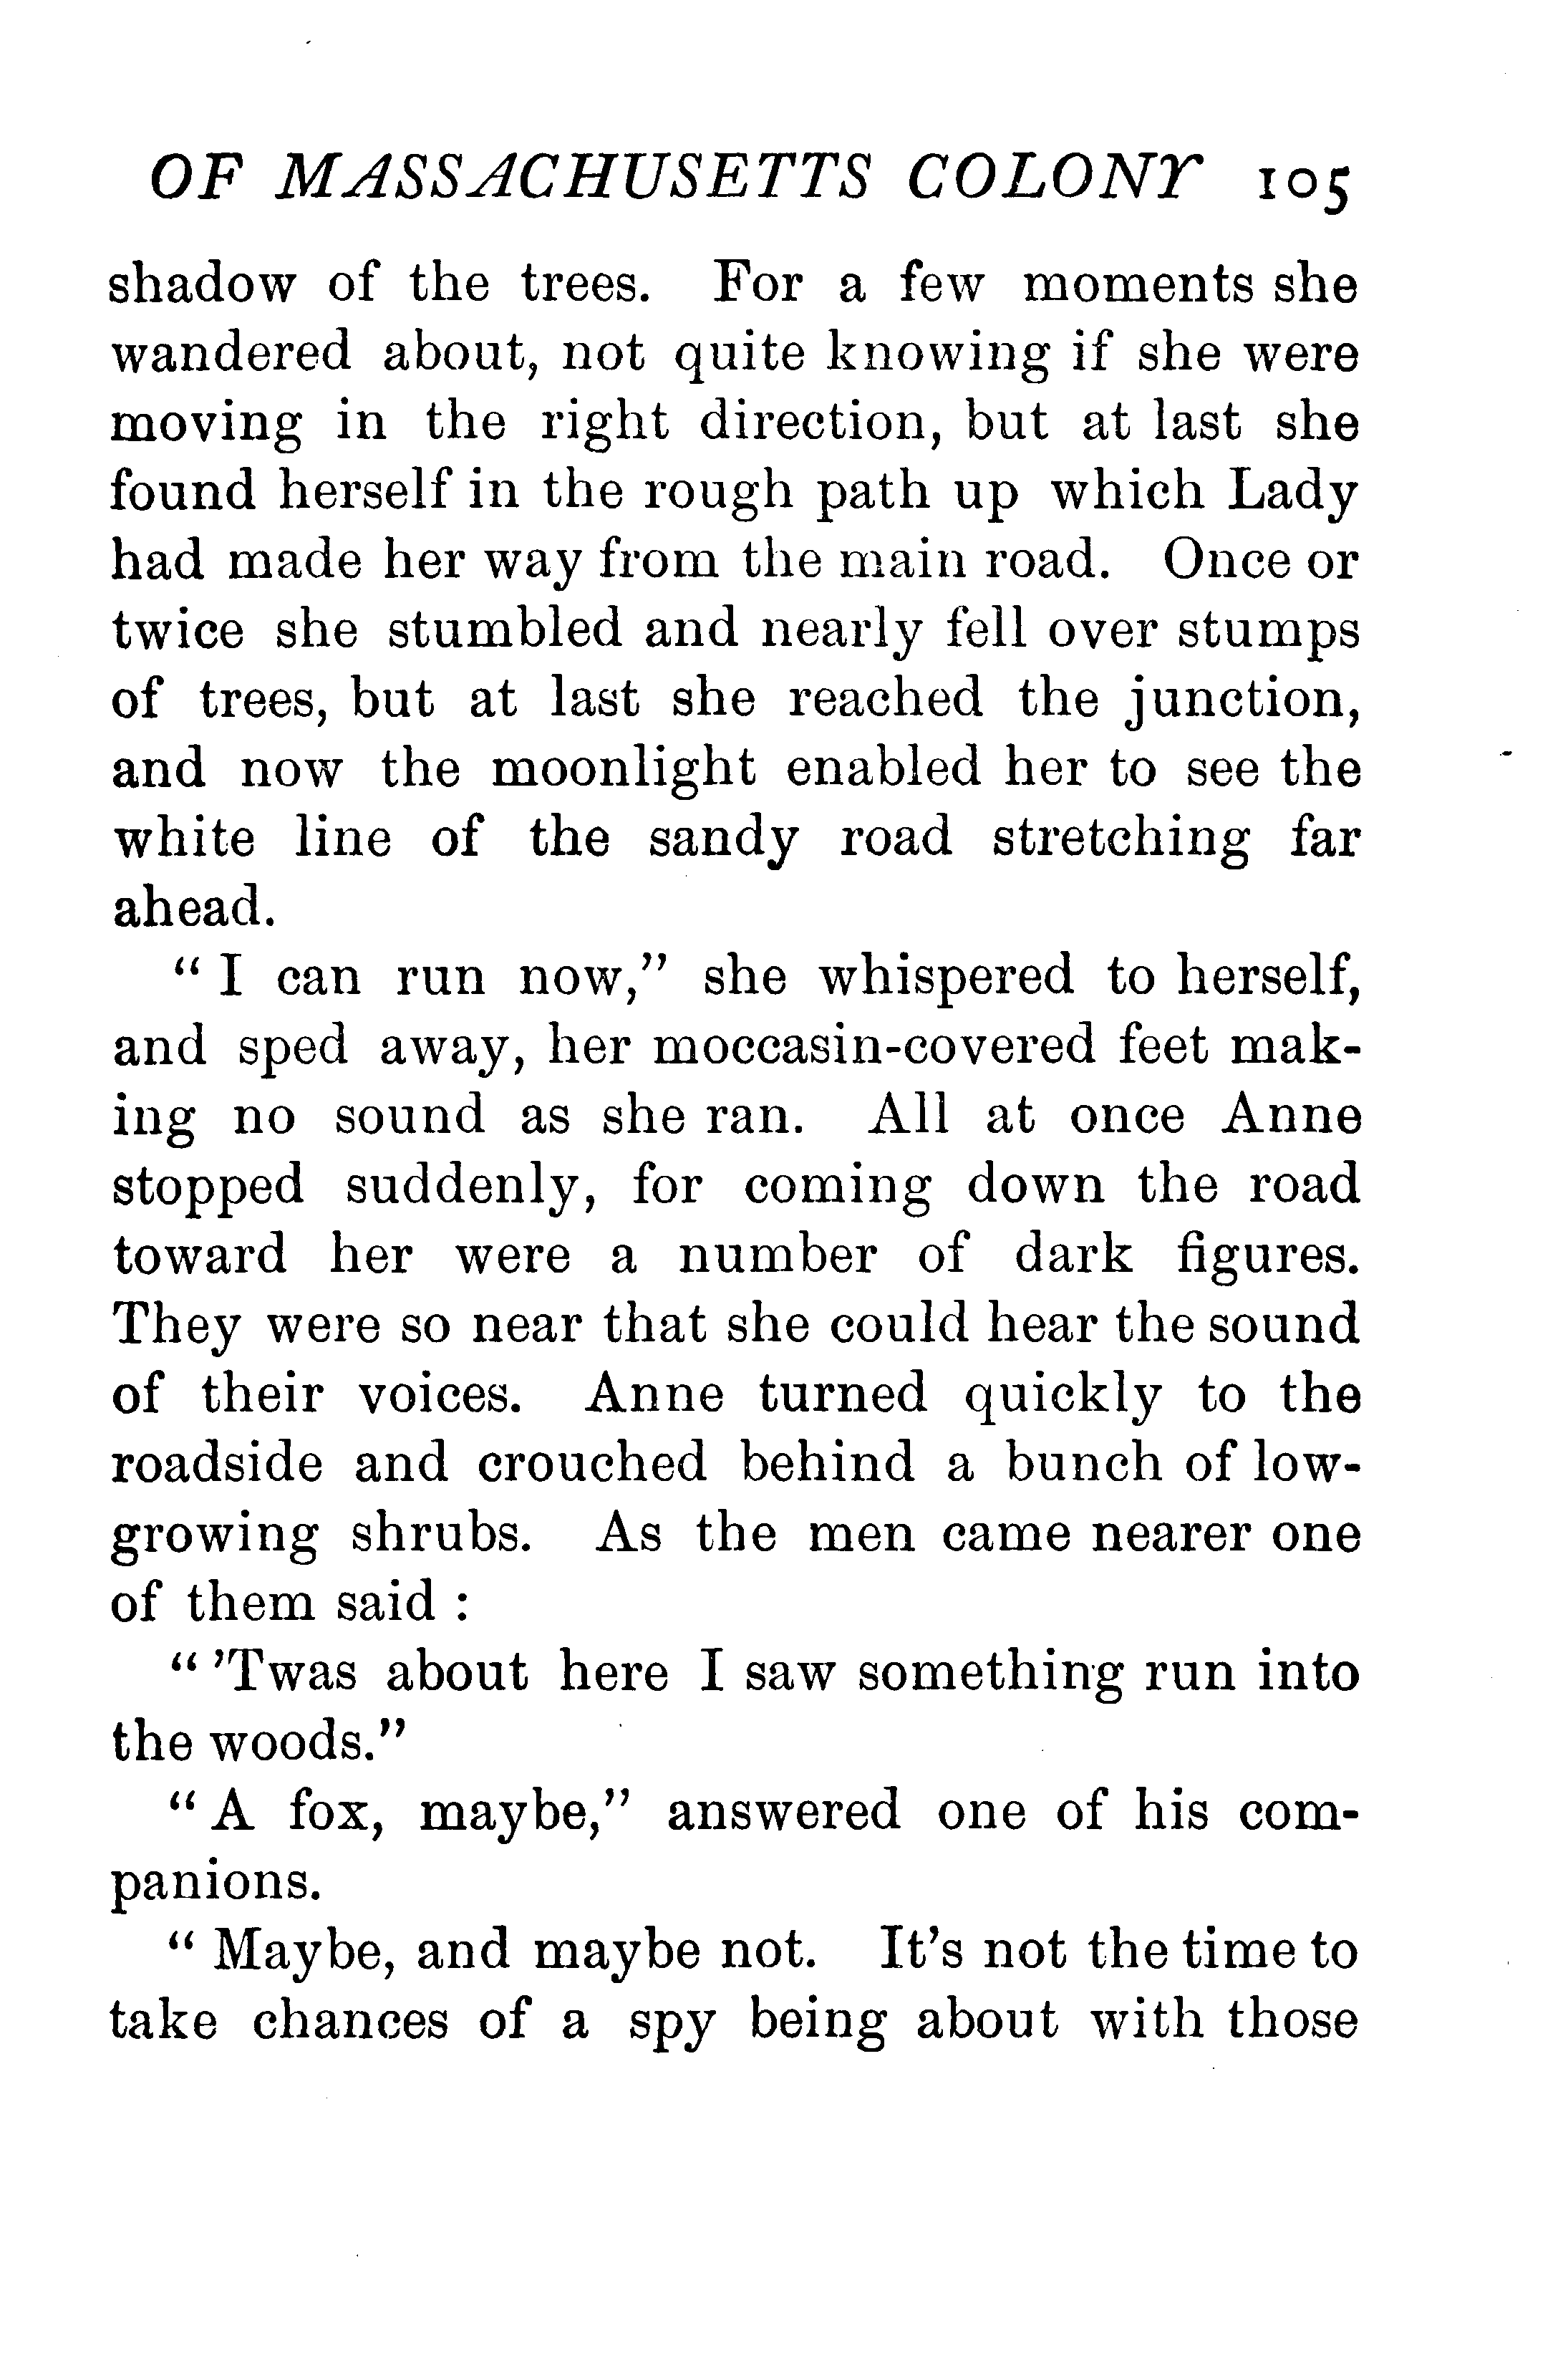 OF MASSACHUSETTS COLONY 105
shadow of the trees. For a few moments she
wandered about, not quite knowing if she were
moving in the right direction, but at last she
found herself in the rough path up which Lady
had made her way from the main road. Once or
twice she stumbled and nearly fell over stumps
of trees, but at last she reached the junction,
and now the moonlight enabled her to see the
white line of the sandy road stretching far
ahead.
“ I can run now,” she whispered to herself,
and sped away, her moccasin-covered feet mak-
ing no sound as she ran. All at once Anne
stopped suddenly, for coming down the road
toward her were a number of dark figures.
They were so near that she could hear the sound
of their voices. Anne turned quickly to the
roadside and crouched behind a bunch of low-
growing shrubs. As the men came nearer one
of them said :
“ ’Twas about here I saw something run into
the woods.”
“ A fox, maybe,” answered one of his com-
panions.
“ Maybe, and maybe not. It’s not the time to
take chances of a spy being about with those